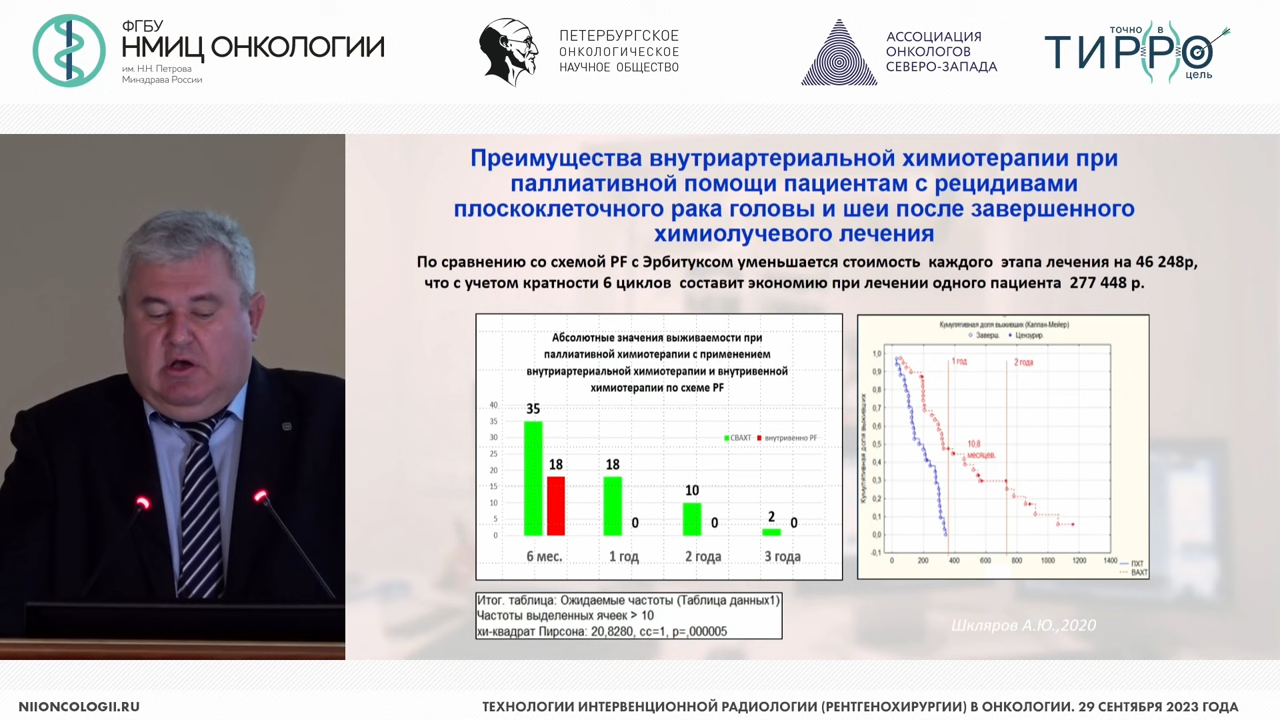 ФГБУ
НМИЦ ОНКОЛОГИИ
им. Н.Н. Петрова
Минздрава России
ПЕТЕРБУРГСКОЕ
ОНКОЛОГИЧЕСКОЕ
НАУЧНОЕ ОБЩЕСТВО
АССОЦИАЦИЯ
ОНКОЛОГОВ
СЕВЕРО-ЗАПАДА
ТОЧНО В
ТИРРО
цель
Преимущества внутриартериальной химиотерапии при
паллиативной помощи пациентам с рецидивами
плоскоклеточного рака головы и шеи после завершенного
химиолучевого лечения
По сравнению со схемой PF с Эрбитуксом уменьшается стоимость каждого этапа лечения на 46 248р,
что с учетом кратности 6 циклов составит экономию при лечении одного пациента 277 448 р.
Абсолютные значения выживаемости при
паллиативной химиотерапии с применением
внутриартериальной химиотерапии и внутривенной
химиотерапии по схеме PF
40
35
30
25
20
15
10
5
0
35
18
18
0
10
0
2
0
СВАХТ
внутривенно PF
6 мес.
1 год
2 года
3 года
Кумулятивная доля выживших (Каплан-Мейер)
Заверш. Цензурир.
Кумулятивная доля выживших
1,0
0,9
0,8
0,7
0,6
0,5
0,4
0,3
0,2
0,1
0,0
-0,1
1 год
2 года
10,8
месяцев.
0 200 400 600 800 1000 1200 1400
ПХТ
ВАХТ
Итог. таблица: Ожидаемые частоты (Таблица данных1)
Частоты выделенных ячеек > 10
хи-квадрат Пирсона: 20,8280, сс=1, p=,000005
Шкляров А.Ю.,2020
NIIONCOLOGII.RU
ТЕХНОЛОГИИ ИНТЕРВЕНЦИОННОЙ РАДИОЛОГИИ (РЕНТГЕНОХИРУРГИИ) В ОНКОЛОГИИ. 29 СЕНТЯБРЯ 2023 ГОДА